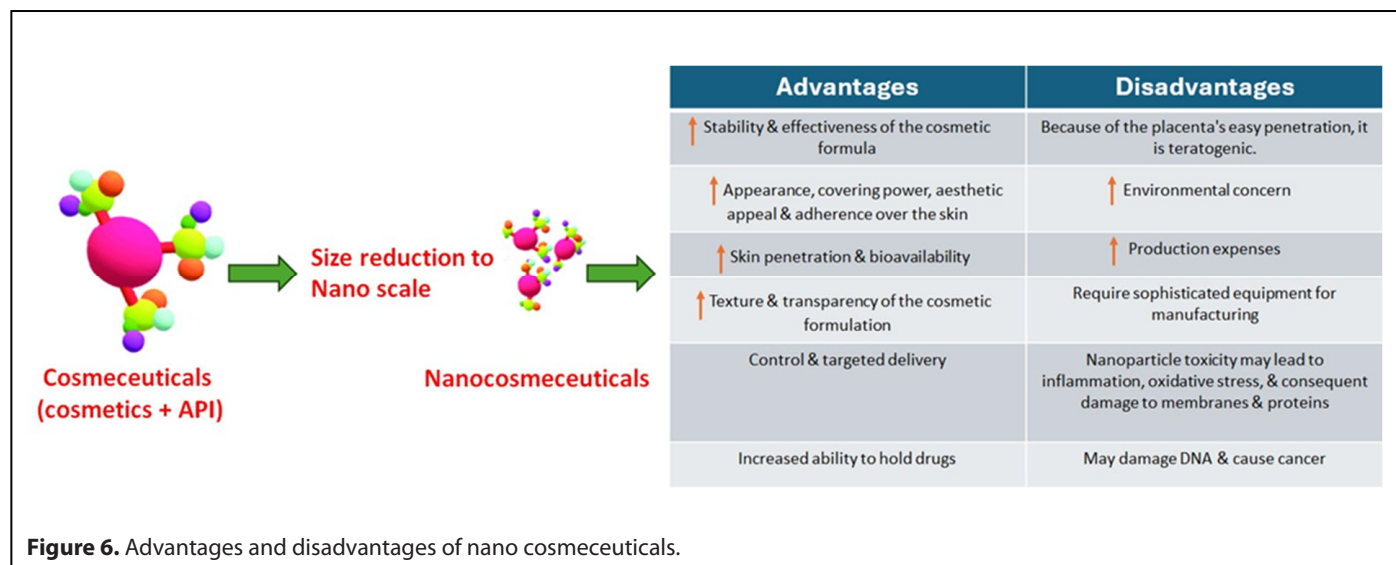 Cosmeceuticals
(cosmetics + API)
Size reduction to
Nano scale
Nanocosmeceuticals
Advantages
Disadvantages
Stability & effectiveness of the cosmetic
formula
Because of the placenta's easy penetration, it
is teratogenic.
Appearance, covering power, aesthetic
appeal & adherence over the skin
Environmental concern
Skin penetration & bioavailability
Production expenses
Texture & transparency of the cosmetic
formulation
Require sophisticated equipment for
manufacturing
Control & targeted delivery
Nanoparticle toxicity may lead to
inflammation, oxidative stress, & consequent
damage to membranes & proteins
Increased ability to hold drugs
May damage DNA & cause cancer
Figure 6. Advantages and disadvantages of nano cosmeceuticals.